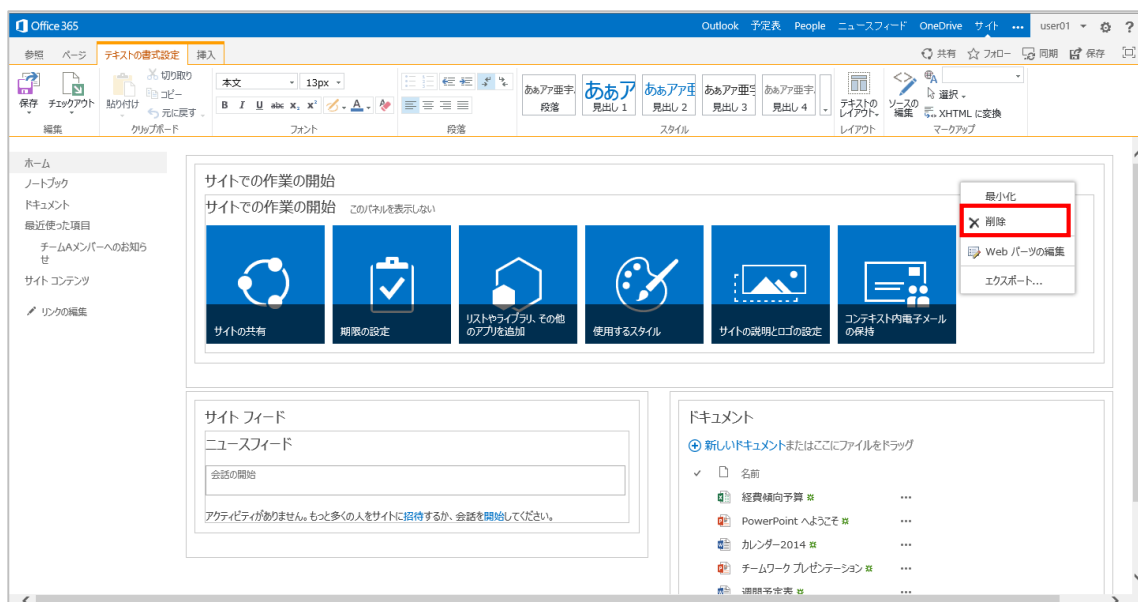 Office 365
Outlook 予定表 People ニュースフィード OneDrive サイト ••• user01 ?
参照 ページ テキストの書式設定 挿入
共有 フォロー 同期 保存
保存 チェックアウト 貼り付け
切り取り
コピー
元に戻す
本文 13px
B I U abc x₂ x²
ああア亜宇. ああア ああアア亜 ああア亜宇 ああア亜宇.
段落 見出し 1 見出し 2 見出し 3 見出し 4
テキストの
レイアウト
ソースの
編集
選択
XHTML に変換
編集 クリップボード フォント 段落 スタイル レイアウト マークアップ
ホーム
ノートブック
ドキュメント
最近使った項目
チームAメンバーへのお知ら
せ
サイト コンテンツ
リンクの編集
サイトでの作業の開始
サイトでの作業の開始 このパネルを表示しない
サイトの共有
期限の設定
リストやライブラリ、その他
のアプリを追加
使用するスタイル
サイトの説明とロゴの設定
コンテキスト内電子メール
の保持
最小化
削除
Web パーツの編集
エクスポート...
サイト フィード
ニュースフィード
会話の開始
アクティビティがありません。もっと多くの人をサイトに招待するか、会話を開始してください。
ドキュメント
新しいドキュメントまたはここにファイルをドラッグ
名前
経費傾向予算 •••
PowerPoint へようこそ •••
カレンダー2014 •••
チームワーク プレゼンテーション •••
週間予定表 •••